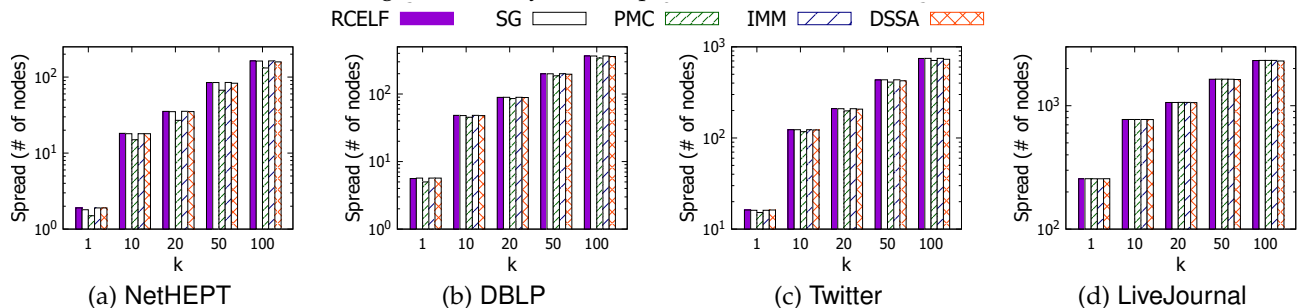 RCELF SG PMC IMM DSSA
Spread (# of nodes)
10^2
10^1
10^0
1 10 20 50 100
k
(a) NetHEPT
Spread (# of nodes)
10^2
10^1
10^0
1 10 20 50 100
k
(b) DBLP
Spread (# of nodes)
10^3
10^2
10^1
1 10 20 50 100
k
(c) Twitter
Spread (# of nodes)
10^3
10^2
1 10 20 50 100
k
(d) LiveJournal